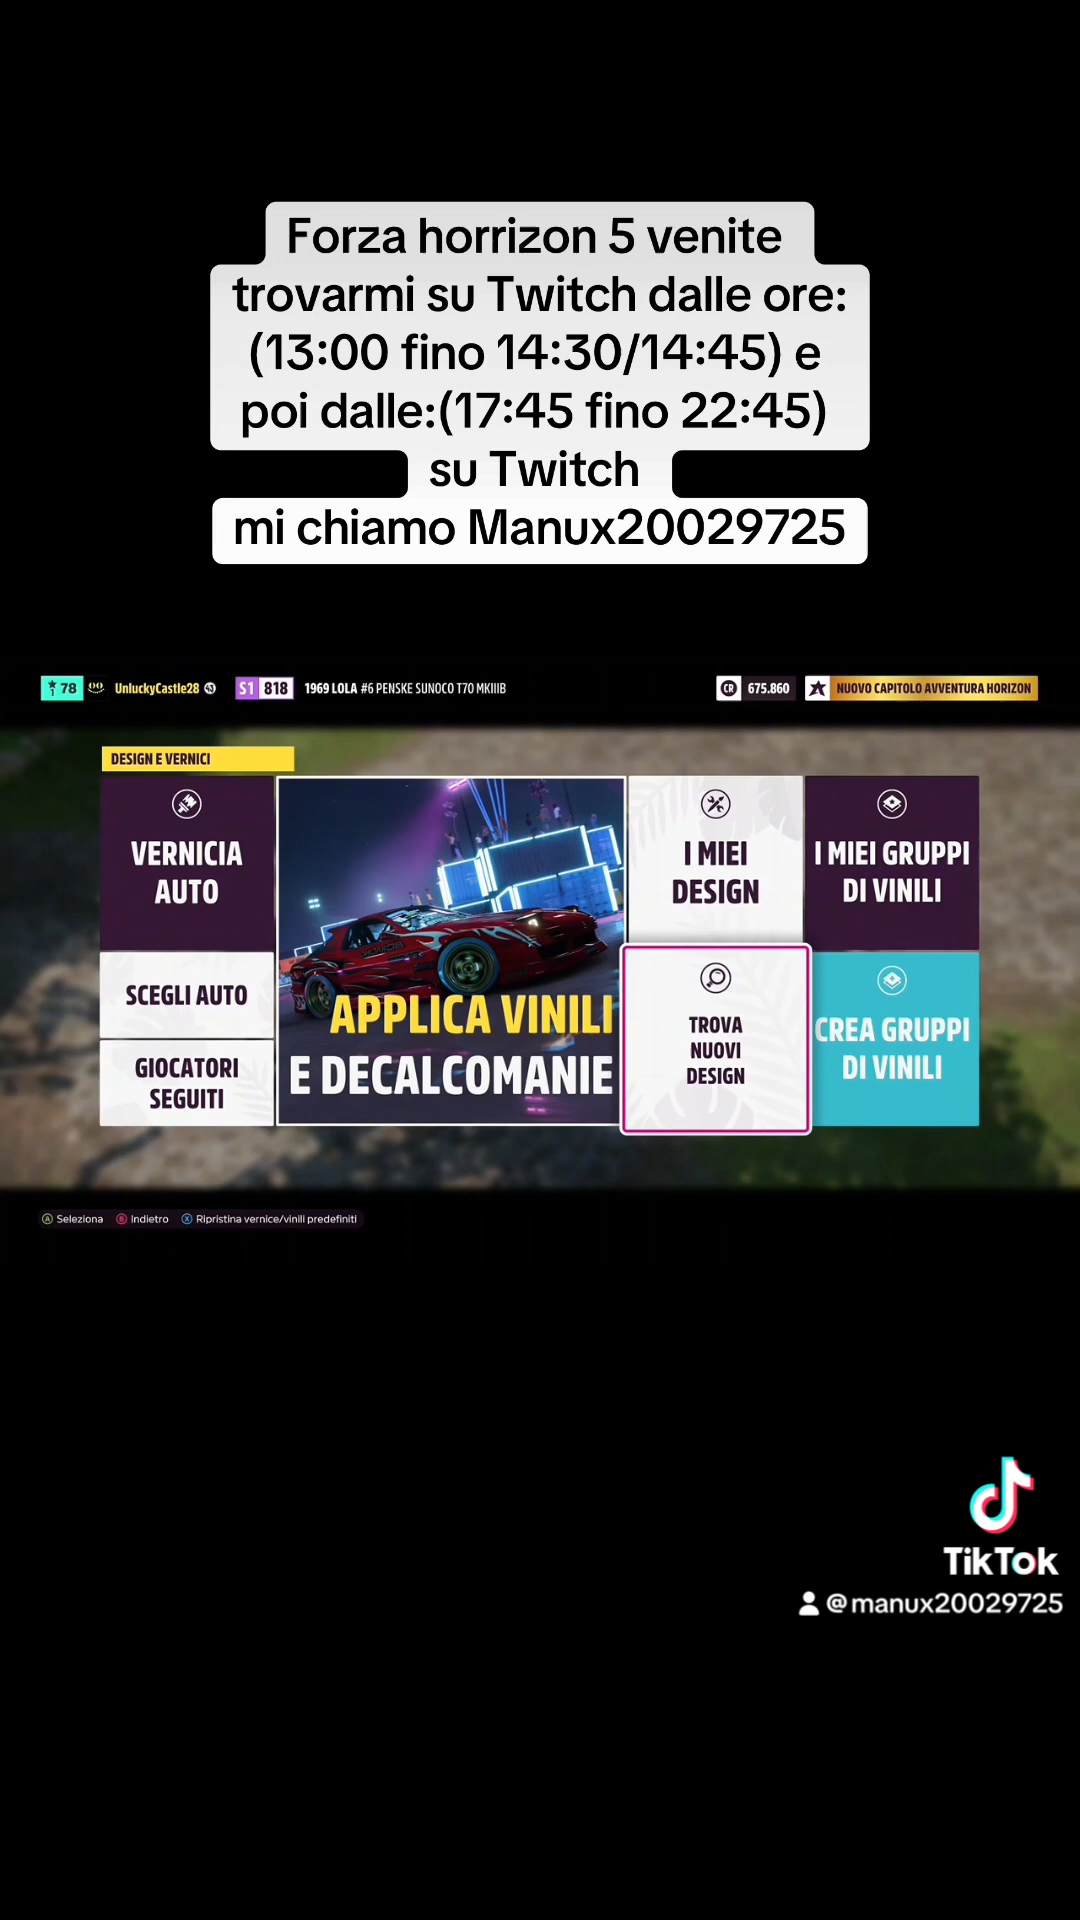 Forza horrizon 5 venite
trovarmi su Twitch dalle ore:
(13:00 fino 14:30/14:45) e
poi dalle:(17:45 fino 22:45)
su Twitch
mi chiamo Manux20029725
1 78 UnluckyCastle28 S1 818 1969 LOLA #6 PENSKE SUNOCO T70 MKIIIB CR 675.860 NUOVO CAPITOLO AVVENTURA HORIZON
DESIGN E VERNICI
VERNICIA
AUTO
SCEGLI AUTO
GIOCATORI
SEGUITI
APPLICA VINILI
E DECALCOMANIE
I MIEI
DESIGN
TROVA
NUOVI
DESIGN
I MIEI GRUPPI
DI VINILI
CREA GRUPPI
DI VINILI
A Seleziona B Indietro X Ripristina vernice/vinili predefiniti
TikTok
@manux20029725